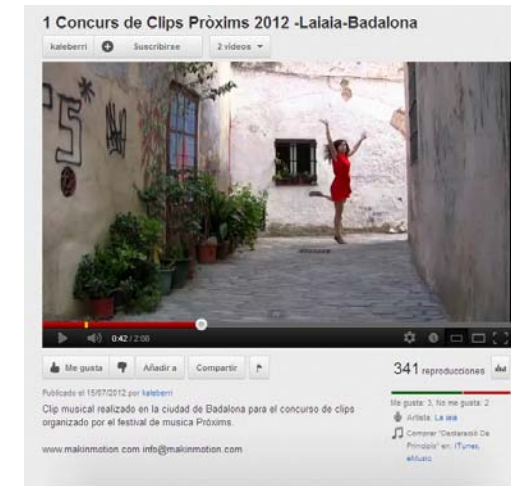 1 Concurs de Clips Pròxims 2012 -Laiaia-Badalona
kaleberri Suscribirse 2 vídeos
5
0:42 / 2:08
Me gusta Añadir a Compartir
341 reproducciones
Publicado el 15/07/2012 por kaleberri
Clip musical realizado en la ciudad de Badalona para el concurso de clips
organizado por el festival de musica Pròxims.
www.makinmotion.com info@makinmotion.com
Me gusta: 3, No me gusta: 2
Artista: La iaia
Comprar "Declaració De
Principis" en: iTunes,
eMusic